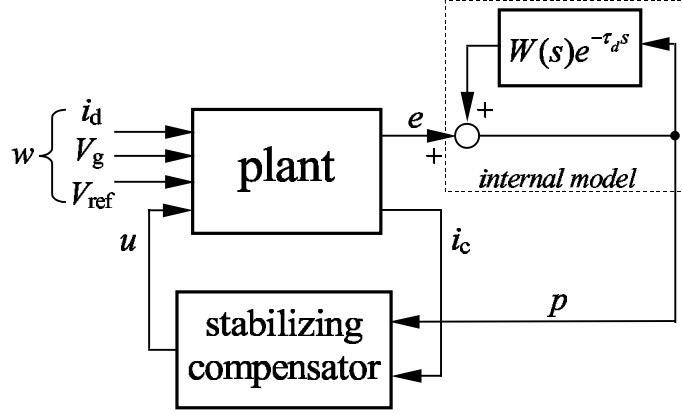 W(s)e^{-τ_d s}
w
i_d
V_g
V_ref
plant
e
+
+
internal model
u
i_c
p
stabilizing
compensator